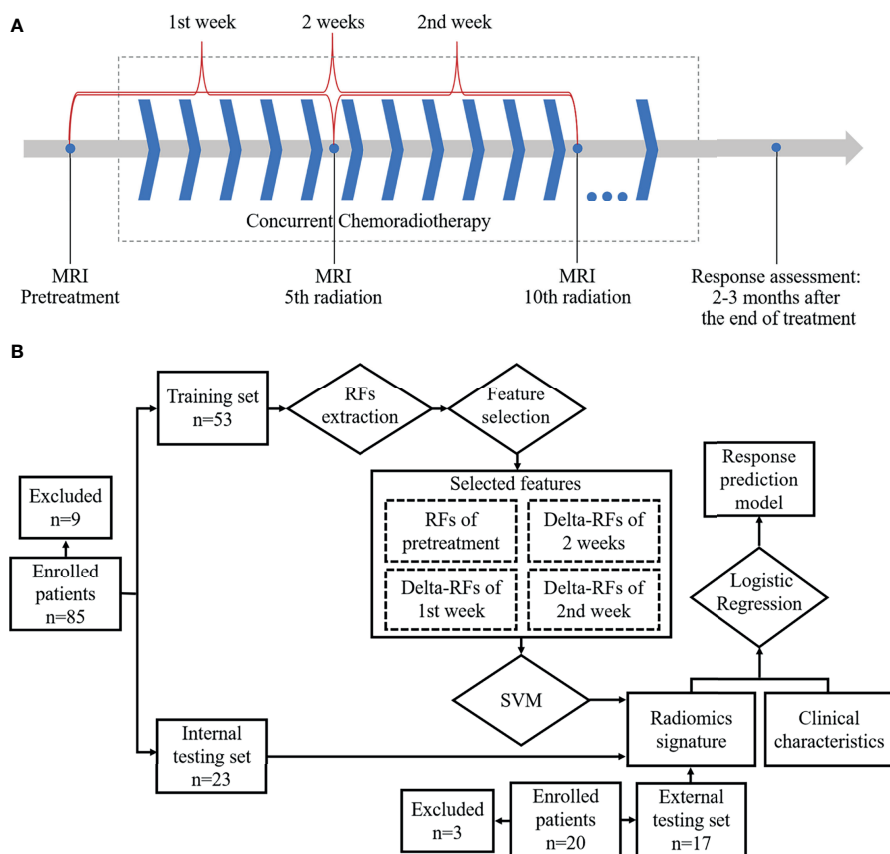 A
1st week
2 weeks
2nd week
Concurrent Chemoradiotherapy
MRI
Pretreatment
MRI
5th radiation
MRI
10th radiation
Response assessment:
2-3 months after
the end of treatment
B
Training set
n=53
RFs
extraction
Feature
selection
Selected features
RFs of
pretreatment
Delta-RFs of
2 weeks
Delta-RFs of
1st week
Delta-RFs of
2nd week
Excluded
n=9
Enrolled
patients
n=85
Response
prediction
model
Logistic
Regression
SVM
Radiomics
signature
Clinical
characteristics
Internal
testing set
n=23
Excluded
n=3
Enrolled
patients
n=20
External
testing set
n=17